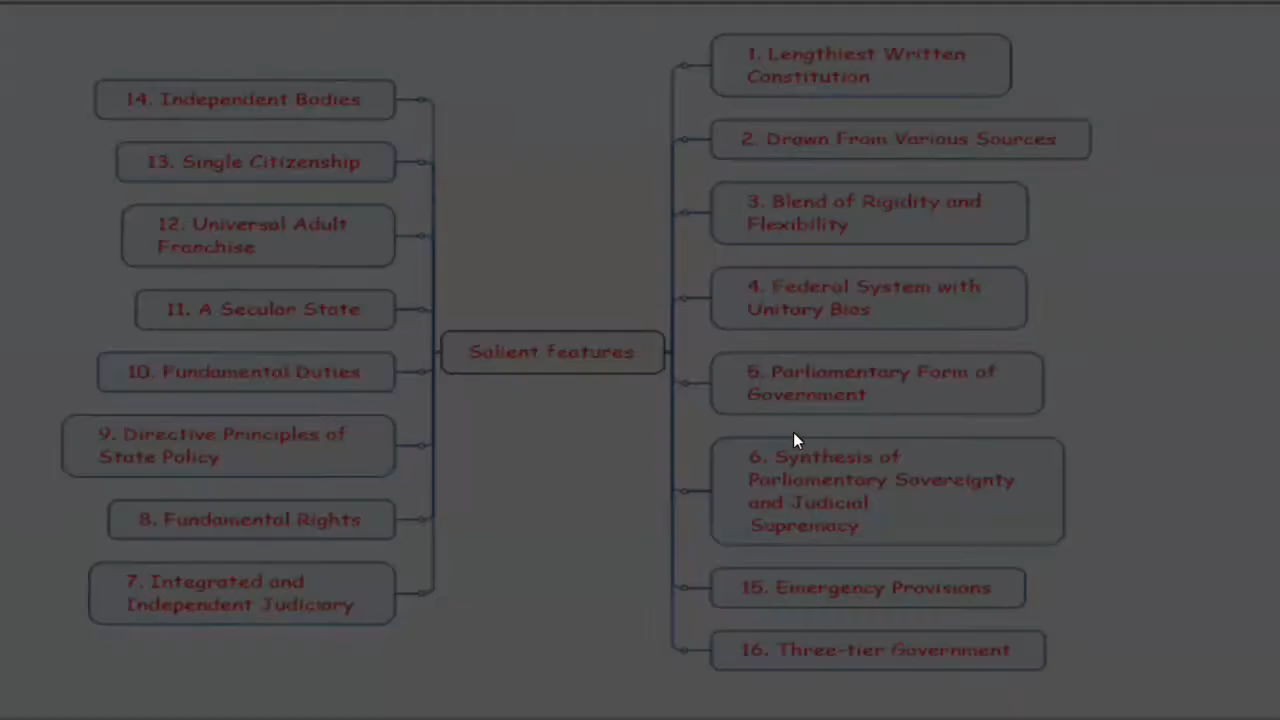 1. Lengthiest Written
Constitution
14. Independent Bodies
2. Drawn From Various Sources
13. Single Citizenship
3. Blend of Rigidity and
Flexibility
12. Universal Adult
Franchise
4. Federal System with
Unitary Bias
11. A Secular State
Salient features
5. Parliamentary Form of
Government
10. Fundamental Duties
9. Directive Principles of
State Policy
6. Synthesis of
Parliamentary Sovereignty
and Judicial
Supremacy
8. Fundamental Rights
7. Integrated and
Independent Judiciary
15. Emergency Provisions
16. Three-tier Government